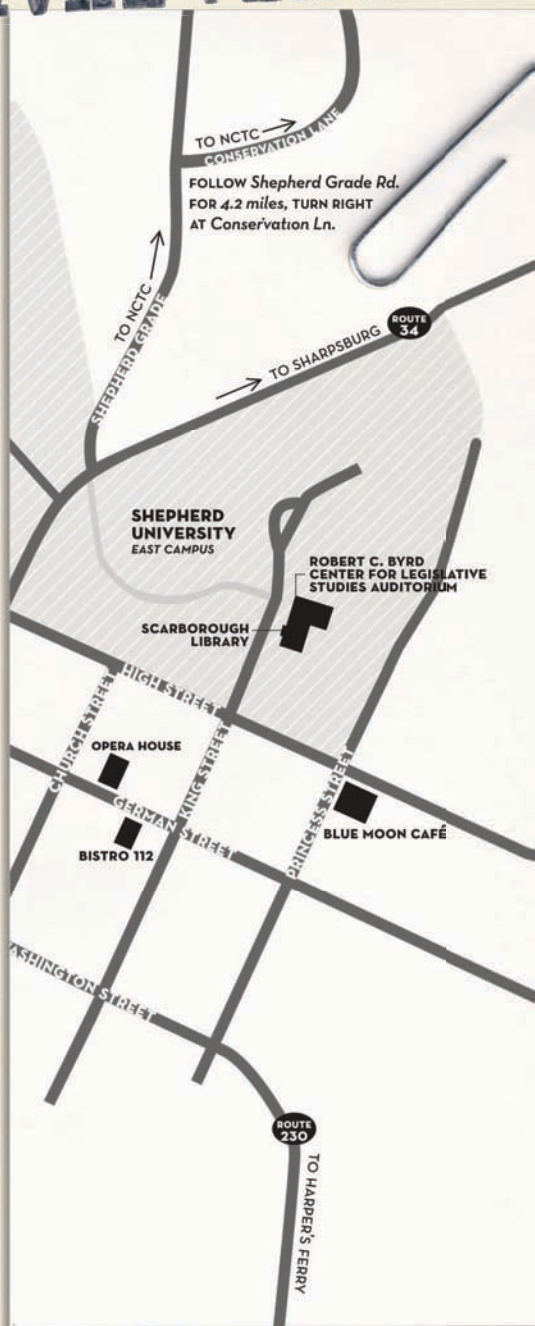 TO NCTC
CONSERVATION LANE
FOLLOW Shepherd Grade Rd.
FOR 4.2 miles, TURN RIGHT
AT Conservation Ln.
TO NCTC
SHEPHERD GRADE
ROUTE
34
TO SHARPSBURG
SHEPHERD
UNIVERSITY
EAST CAMPUS
ROBERT C. BYRD
CENTER FOR LEGISLATIVE
STUDIES AUDITORIUM
SCARBOROUGH
LIBRARY
HIGH STREET
CHURCH STREET
KING STREET
OPERA HOUSE
PRINCESS STREET
GERMAN STREET
BLUE MOON CAFÉ
BISTRO 112
WASHINGTON STREET
ROUTE
230
TO HARPER'S FERRY